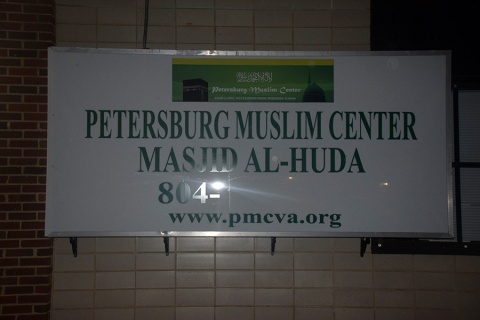 Petersburg Muslim Center
PETERSBURG MUSLIM CENTER
MASJID AL-HUDA
804-
www.pmcva.org